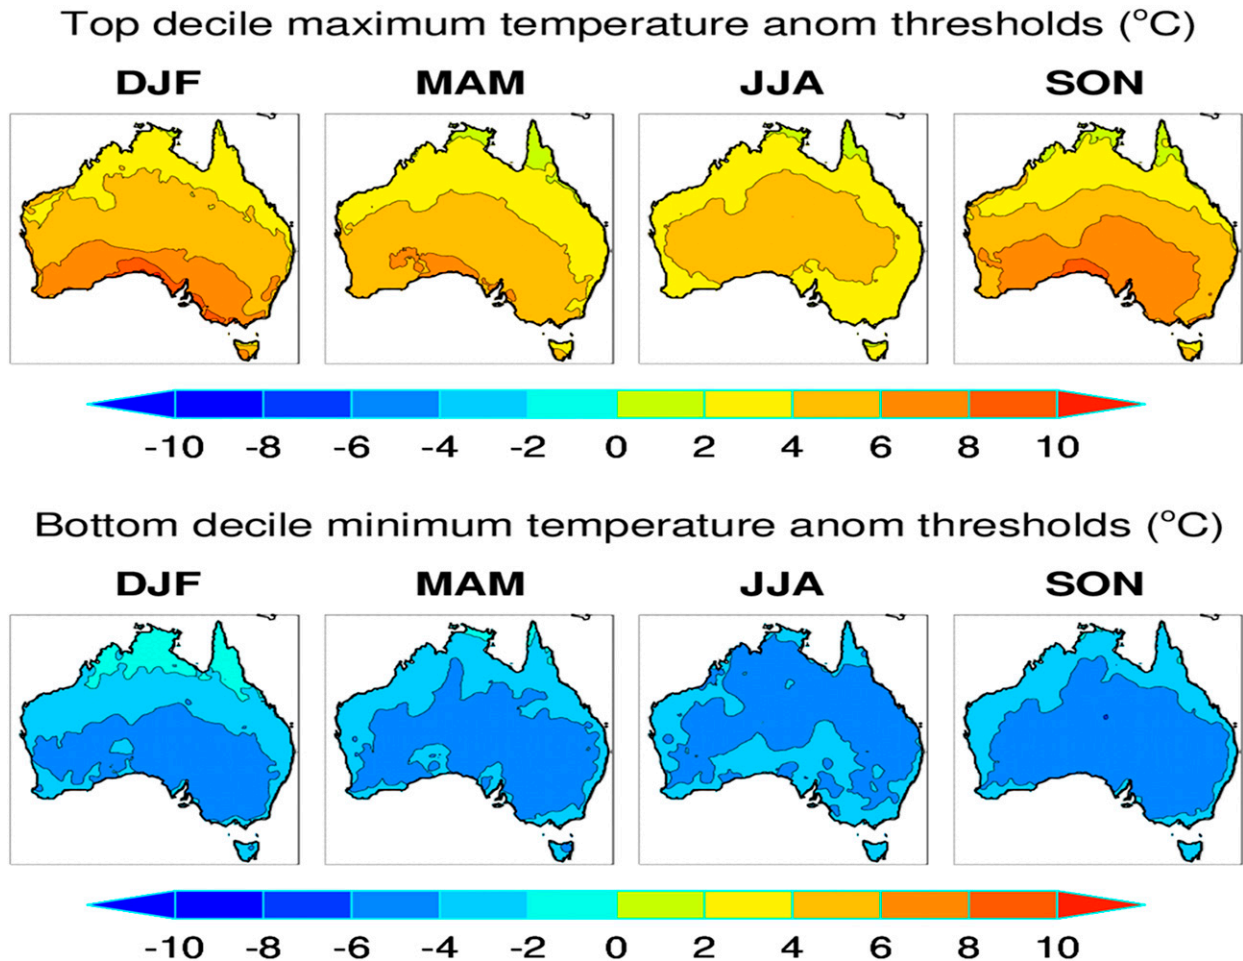 Top decile maximum temperature anom thresholds (°C)
DJF MAM JJA SON
-10 -8 -6 -4 -2 0 2 4 6 8 10
Bottom decile minimum temperature anom thresholds (°C)
DJF MAM JJA SON
-10 -8 -6 -4 -2 0 2 4 6 8 10